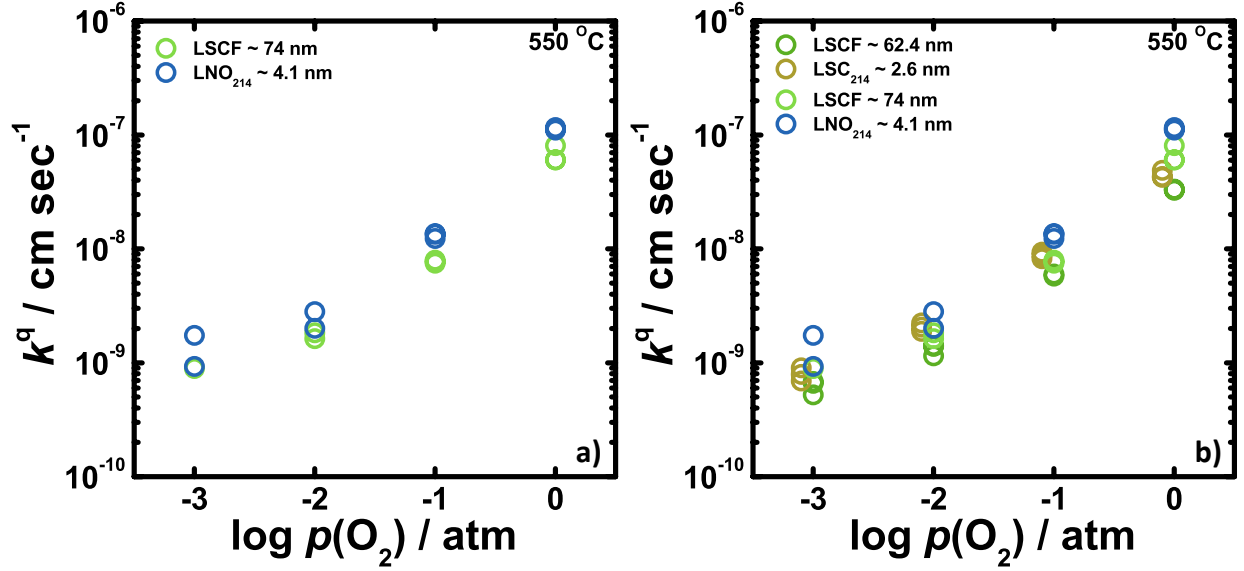 10⁻⁶
550 °C
LSCF ~ 74 nm
LNO₂₁₄ ~ 4.1 nm
10⁻⁷
10⁻⁸
10⁻⁹
10⁻¹⁰
k^q / cm sec⁻¹
a)
-3 -2 -1 0
log p(O₂) / atm
10⁻⁶
550 °C
LSCF ~ 62.4 nm
LSC₂₁₄ ~ 2.6 nm
LSCF ~ 74 nm
LNO₂₁₄ ~ 4.1 nm
10⁻⁷
10⁻⁸
10⁻⁹
10⁻¹⁰
k^q / cm sec⁻¹
b)
-3 -2 -1 0
log p(O₂) / atm